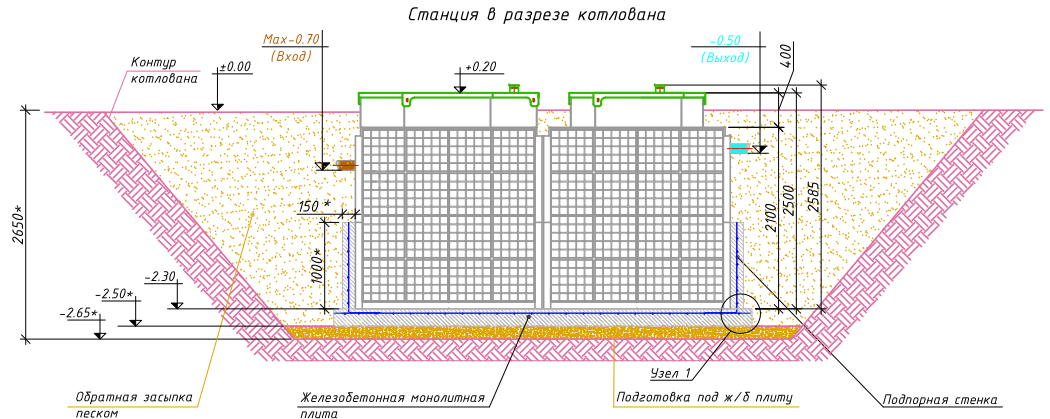 Станция в разрезе котлована
Max-0.70
(Вход)
-0.50
(Выход)
Контур
котлована
±0.00
+0.20
400
2650*
150*
1000*
2100
2500
2585
-2.30
-2.50*
-2.65*
Узел 1
Обратная засыпка
песком
Железобетонная монолитная
плита
Подготовка под ж/б плиту
Подпорная стенка